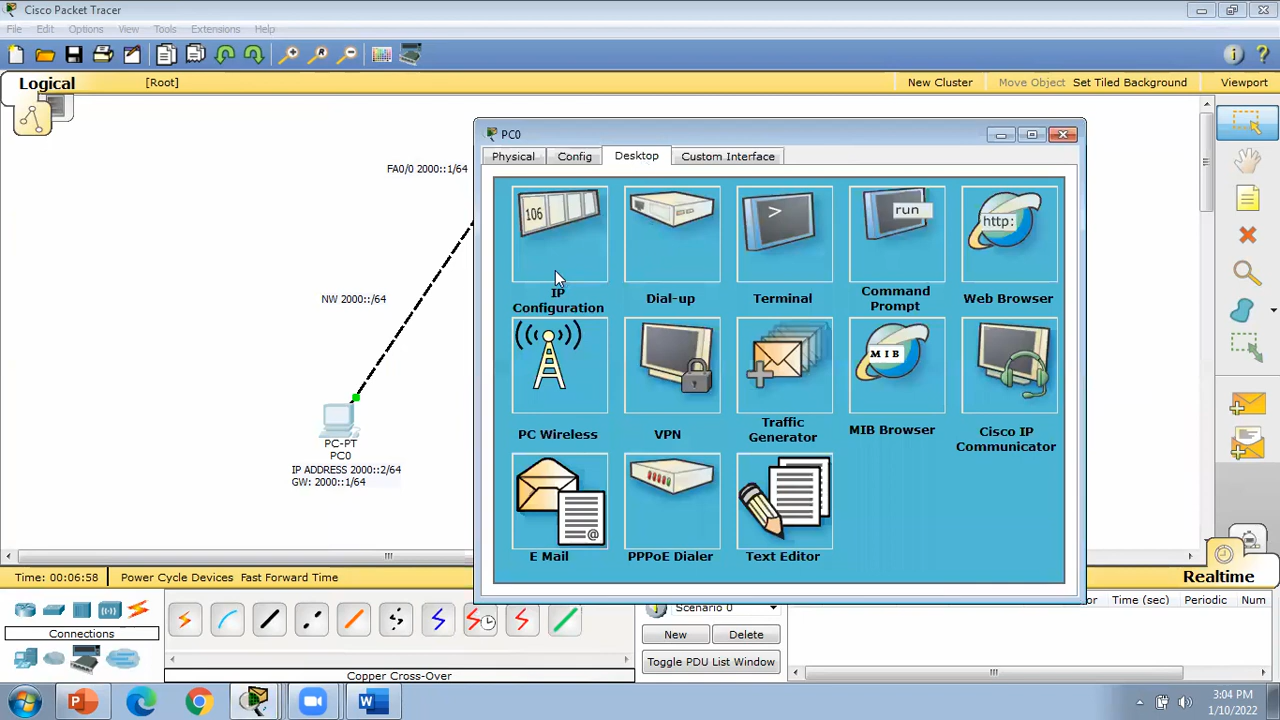 Cisco Packet Tracer
File Edit Options View Tools Extensions Help
Logical
[Root]
New Cluster
Move Object
Set Tiled Background
Viewport
FA0/0 2000::1/64
NW 2000::/64
PC-PT
PC0
IP ADDRESS 2000::2/64
GW: 2000::1/64
PC0
Physical Config Desktop Custom Interface
106
IP
Configuration
Dial-up
>
Terminal
run
Command
Prompt
http:
Web Browser
PC Wireless
VPN
Traffic
Generator
MIB
MIB Browser
Cisco IP
Communicator
@
E Mail
PPPoE Dialer
Text Editor
Time: 00:06:58
Power Cycle Devices Fast Forward Time
Realtime
Connections
Copper Cross-Over
Scenario 0
New
Delete
Toggle PDU List Window
Time (sec)
Periodic
Num
3:04 PM
1/10/2022